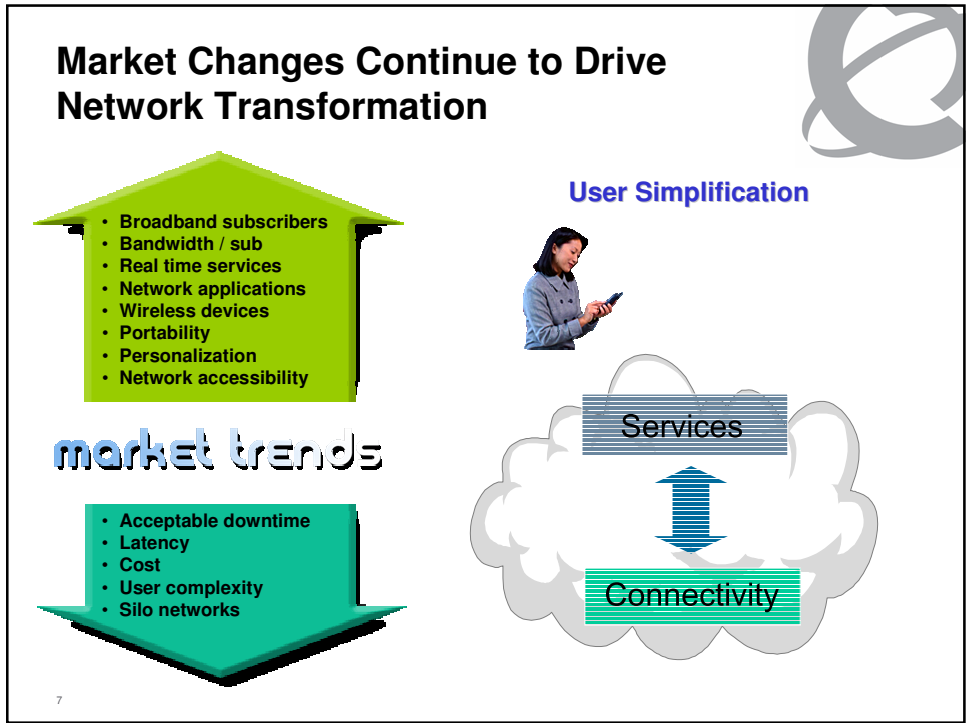 Market Changes Continue to Drive
Network Transformation
• Broadband subscribers
• Bandwidth / sub
• Real time services
• Network applications
• Wireless devices
• Portability
• Personalization
• Network accessibility
market trends
• Acceptable downtime
• Latency
• Cost
• User complexity
• Silo networks
User Simplification
Services
Connectivity
7